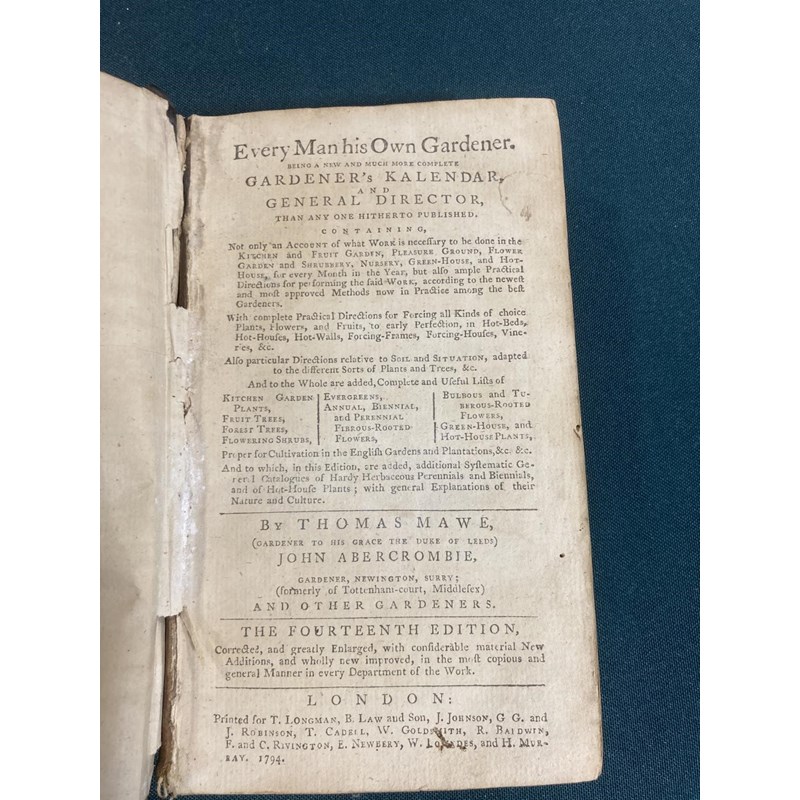 Every Man his Own Gardener.
BEING A NEW AND MUCH MORE COMPLETE
GARDENER's KALENDAR,
AND
GENERAL DIRECTOR,
THAN ANY ONE HITHERTO PUBLISHED.
CONTAINING,
Not only an ACCOUNT of what WORK is neceſſary to be done in the
KITCHEN and FRUIT GARDEN, PLEASURE GROUND, FLOWER
GARDEN and SHRUBBERY, NURSERY, GREEN-HOUSE, and HOT-
HOUSE, for every Month in the Year, but alſo ample Practical
Directions for performing the ſaid WORK, according to the neweſt
and moſt approved Methods now in Practice among the beſt
Gardeners.
With complete Practical Directions for Forcing all Kinds of choice
Plants, Flowers, and Fruits, to early Perfection, in Hot-Beds,
Hot-Houſes, Hot-Walls, Forcing-Frames, Forcing-Houſes, Vine-
ries, &c.
Alſo particular Directions relative to SOIL and SITUATION, adapted
to the different Sorts of Plants and Trees, &c.
And to the Whole are added, Complete and Uſeful Liſts of
KITCHEN GARDEN
PLANTS,
FRUIT TREES,
FOREST TREES,
FLOWERING SHRUBS,
EVERGREENS,
ANNUAL, BIENNIAL,
and PERENNIAL
FIBROUS-ROOTED
FLOWERS,
BULBOUS and TU-
BEROUS-ROOTED
FLOWERS,
GREEN-HOUSE, and
HOT-HOUSE PLANTS,
Proper for Cultivation in the Engliſh Gardens and Plantations, &c. &c.
And to which, in this Edition, are added, additional Syſtematic Ge-
neral Catalogues of Hardy Herbaceous Perennials and Biennials,
and of Hot-Houſe Plants; with general Explanations of their
Nature and Culture.
By THOMAS MAWE,
(GARDENER TO HIS GRACE THE DUKE OF LEEDS)
JOHN ABERCROMBIE,
GARDENER, NEWINGTON, SURRY;
(formerly of Tottenham-court, Middleſex)
AND OTHER GARDENERS.
THE FOURTEENTH EDITION,
Corrected, and greatly Enlarged, with conſiderable material New
Additions, and wholly new improved, in the moſt copious and
general Manner in every Department of the Work.
LONDON:
Printed for T. LONGMAN, B. LAW and SON, J. JOHNSON, G G. and
J. ROBINSON, T. CADELL, W. GOLDSMITH, R. BALDWIN,
F. and C. RIVINGTON, E. NEWBERY, W. LOWNDES, and H. MUR-
RAY. 1794.